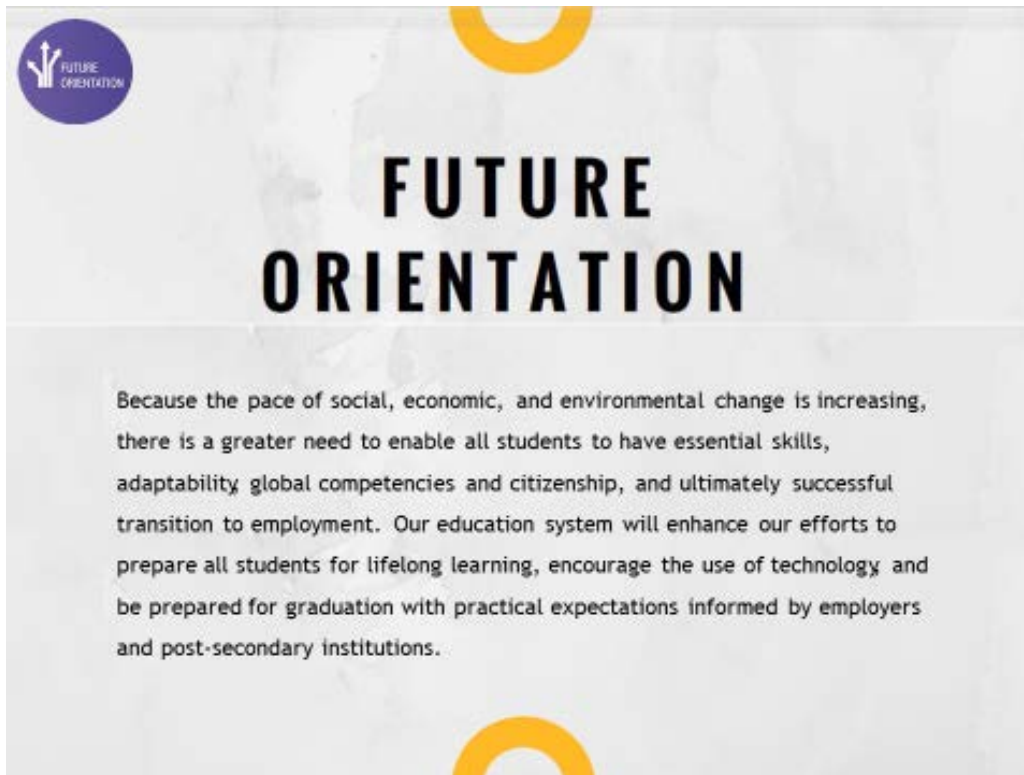 FUTURE
ORIENTATION
FUTURE
ORIENTATION
Because the pace of social, economic, and environmental change is increasing,
there is a greater need to enable all students to have essential skills,
adaptability, global competencies and citizenship, and ultimately successful
transition to employment. Our education system will enhance our efforts to
prepare all students for lifelong learning, encourage the use of technology, and
be prepared for graduation with practical expectations informed by employers
and post-secondary institutions.